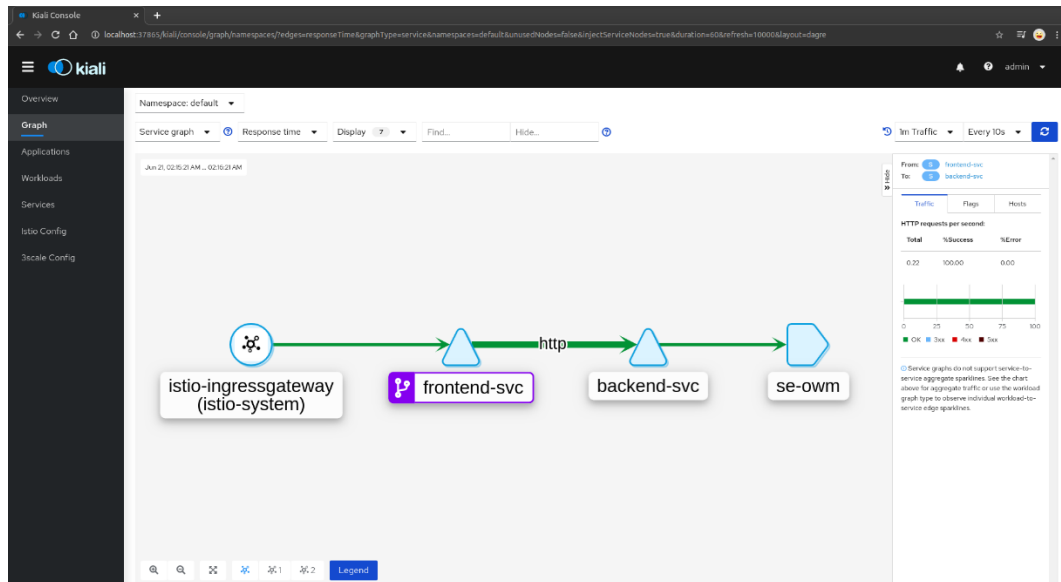 Kiali Console
localhost:37865/kiali/console/graph/namespaces/?edges=responseTime&graphType=service&namespaces=default&unusedNodes=false&injectServiceNodes=true&duration=60&refresh=10000&layout=dagre
kiali
admin
Overview
Graph
Applications
Workloads
Services
Istio Config
3scale Config
Namespace: default
Service graph
Response time
Display 7
Find...
Hide...
1m Traffic
Every 10s
Jun 21, 02:15:21 AM ... 02:16:21 AM
Hide
istio-ingressgateway
(istio-system)
frontend-svc
http
backend-svc
se-owm
From: S frontend-svc
To: S backend-svc
Traffic Flags Hosts
HTTP requests per second:
Total %Success %Error
0.22 100.00 0.00
0 25 50 75 100
OK 3xx 4xx 5xx
Service graphs do not support service-to-
service aggregate sparklines. See the chart
above for aggregate traffic or use the workload
graph type to observe individual workload-to-
service edge sparklines.
1
2
Legend